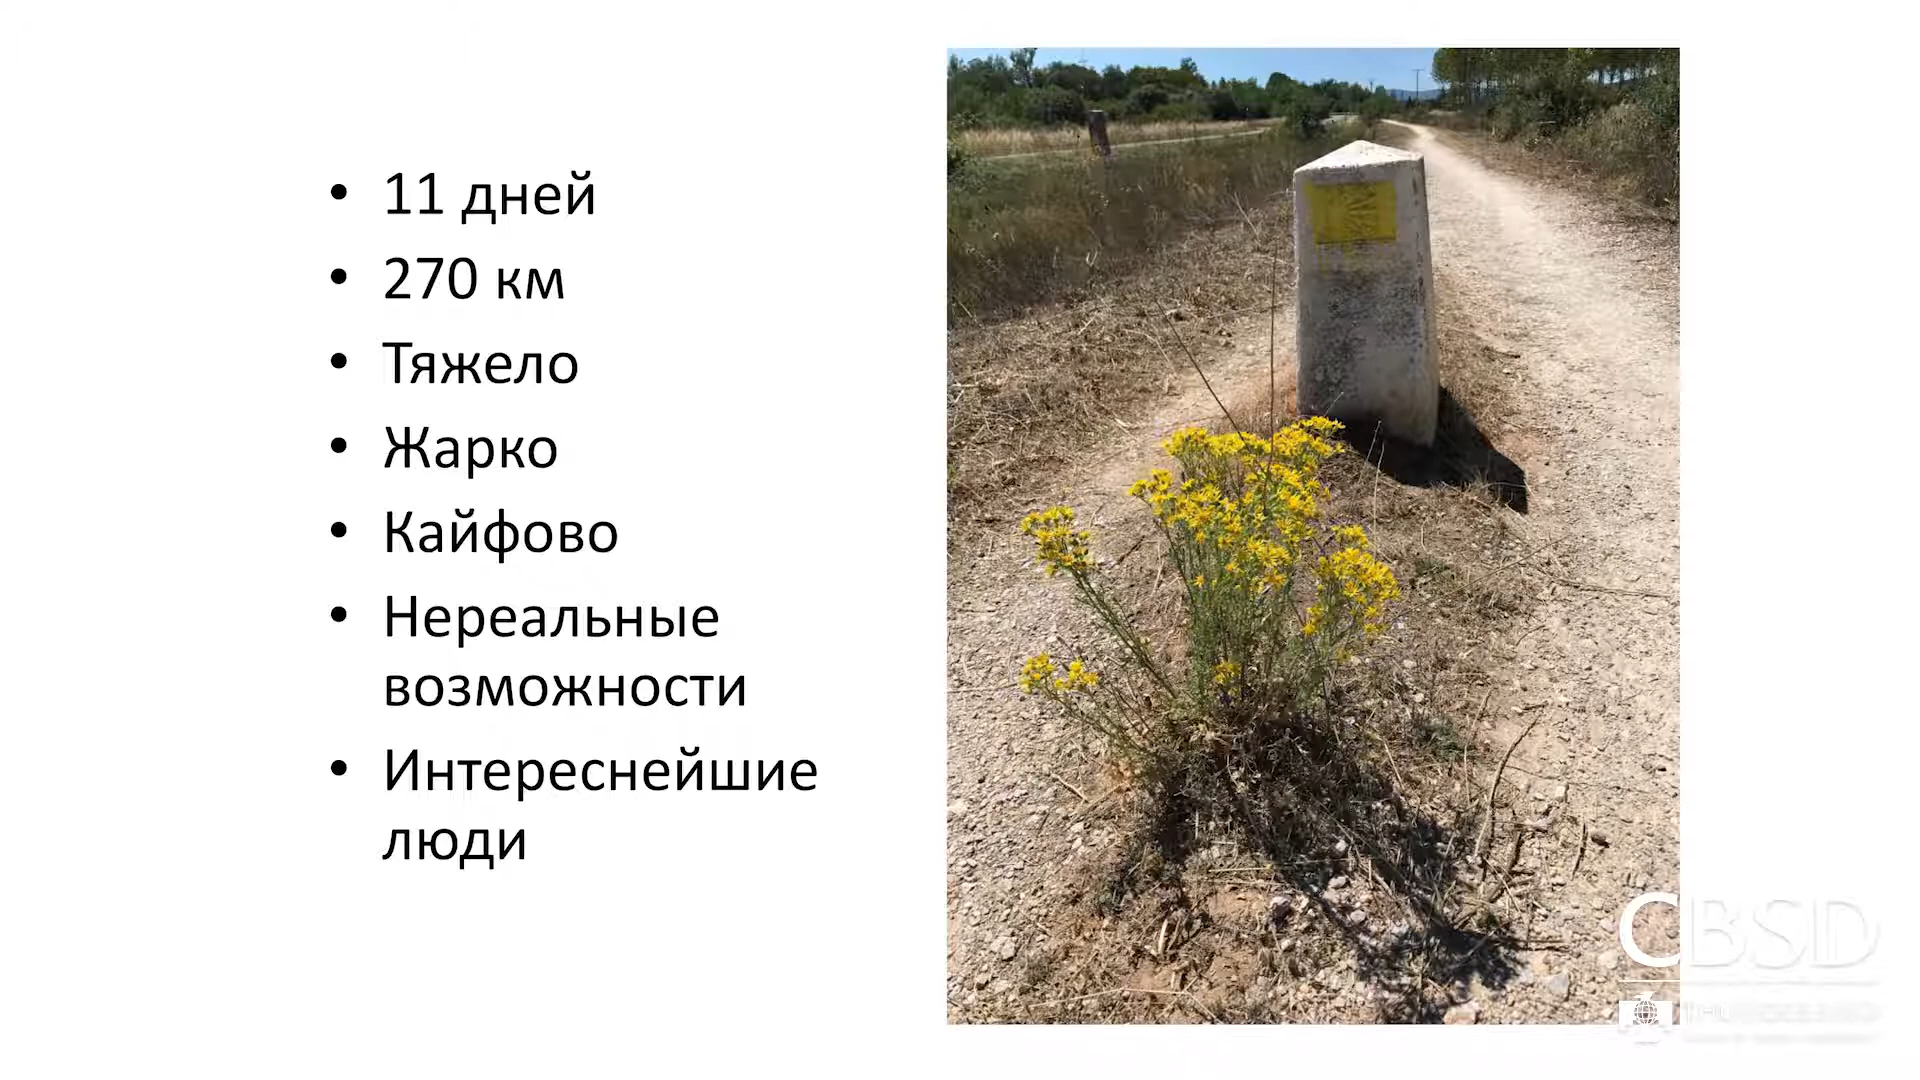 • 11 дней
• 270 км
• Тяжело
• Жарко
• Кайфово
• Нереальные
возможности
• Интереснейшие
люди
CBSD